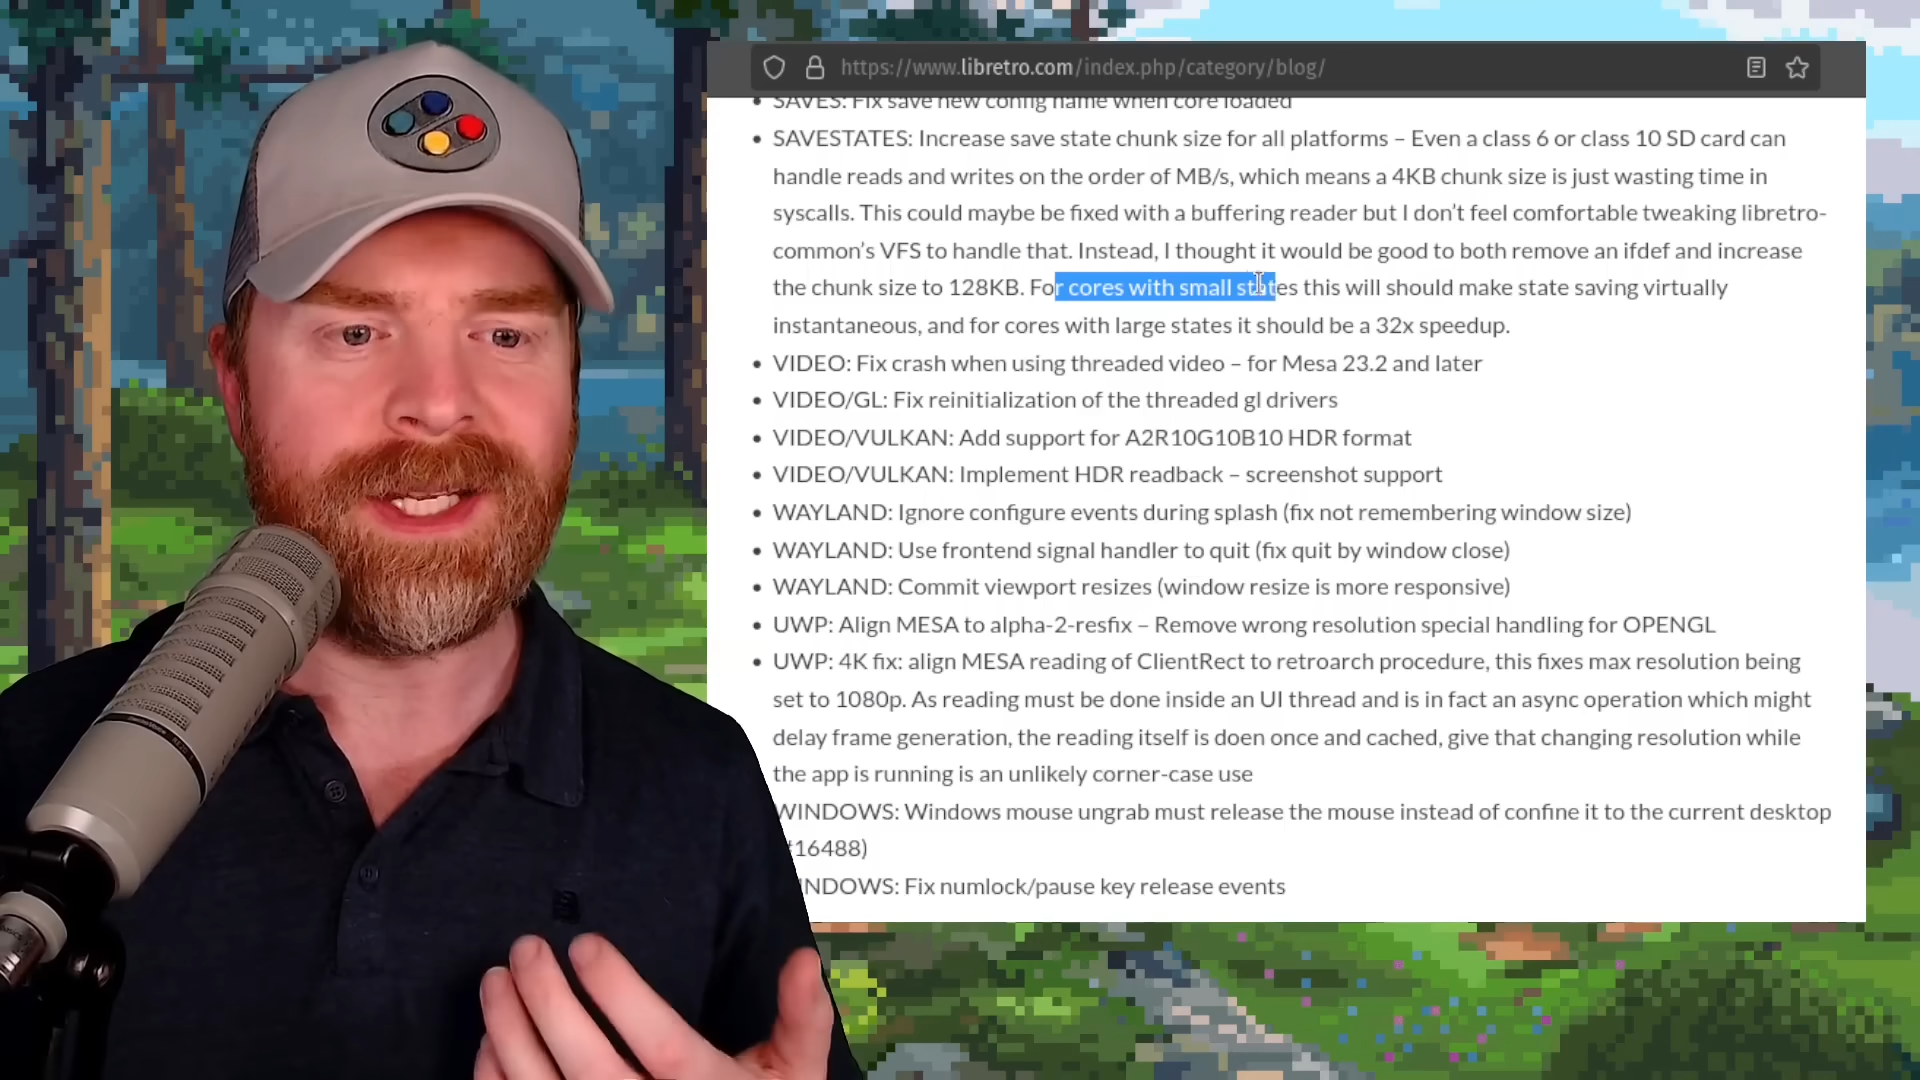 https://www.libretro.com/index.php/category/blog/
SAVES: Fix save new config name when core loaded
SAVESTATES: Increase save state chunk size for all platforms – Even a class 6 or class 10 SD card can
handle reads and writes on the order of MB/s, which means a 4KB chunk size is just wasting time in
syscalls. This could maybe be fixed with a buffering reader but I don’t feel comfortable tweaking libretro-
common’s VFS to handle that. Instead, I thought it would be good to both remove an ifdef and increase
the chunk size to 128KB. For cores with small states this will should make state saving virtually
instantaneous, and for cores with large states it should be a 32x speedup.
VIDEO: Fix crash when using threaded video – for Mesa 23.2 and later
VIDEO/GL: Fix reinitialization of the threaded gl drivers
VIDEO/VULKAN: Add support for A2R10G10B10 HDR format
VIDEO/VULKAN: Implement HDR readback – screenshot support
WAYLAND: Ignore configure events during splash (fix not remembering window size)
WAYLAND: Use frontend signal handler to quit (fix quit by window close)
WAYLAND: Commit viewport resizes (window resize is more responsive)
UWP: Align MESA to alpha-2-resfix – Remove wrong resolution special handling for OPENGL
UWP: 4K fix: align MESA reading of ClientRect to retroarch procedure, this fixes max resolution being
set to 1080p. As reading must be done inside an UI thread and is in fact an async operation which might
delay frame generation, the reading itself is doen once and cached, give that changing resolution while
the app is running is an unlikely corner-case use
WINDOWS: Windows mouse ungrab must release the mouse instead of confine it to the current desktop
16488)
NDOWS: Fix numlock/pause key release events